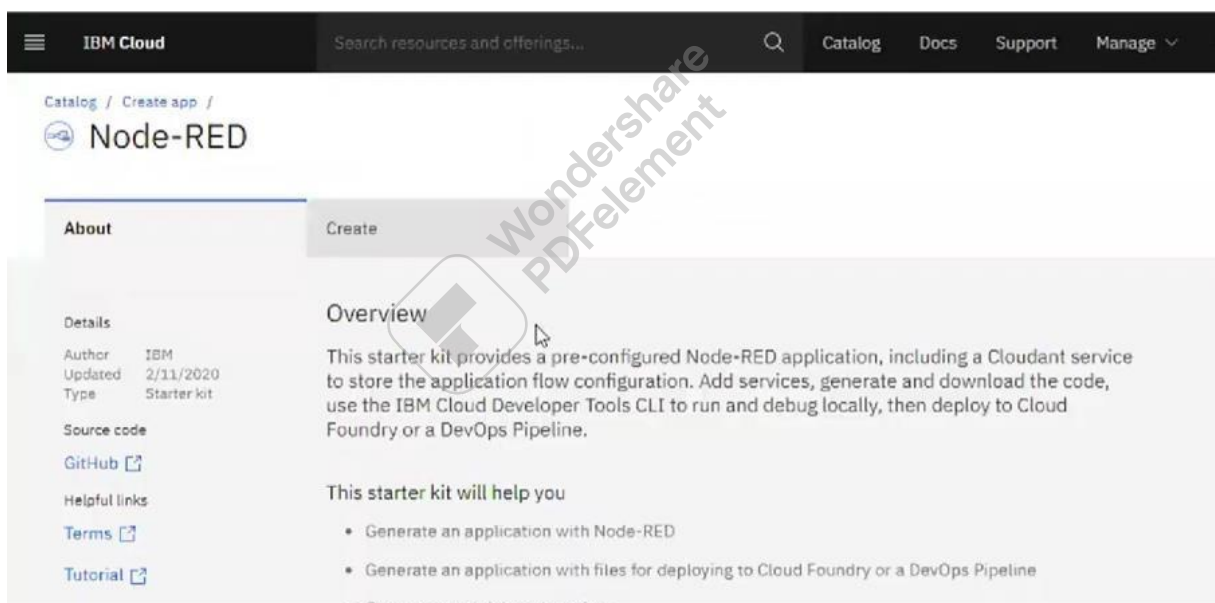 IBM Cloud
Search resources and offerings...
Catalog
Docs
Support
Manage
Catalog / Create app /
Node-RED
About
Create
Details
Author IBM
Updated 2/11/2020
Type Starter kit
Source code
GitHub
Helpful links
Terms
Tutorial
Overview
This starter kit provides a pre-configured Node-RED application, including a Cloudant service
to store the application flow configuration. Add services, generate and download the code,
use the IBM Cloud Developer Tools CLI to run and debug locally, then deploy to Cloud
Foundry or a DevOps Pipeline.
This starter kit will help you
• Generate an application with Node-RED
• Generate an application with files for deploying to Cloud Foundry or a DevOps Pipeline
Wondershare
PDFelement